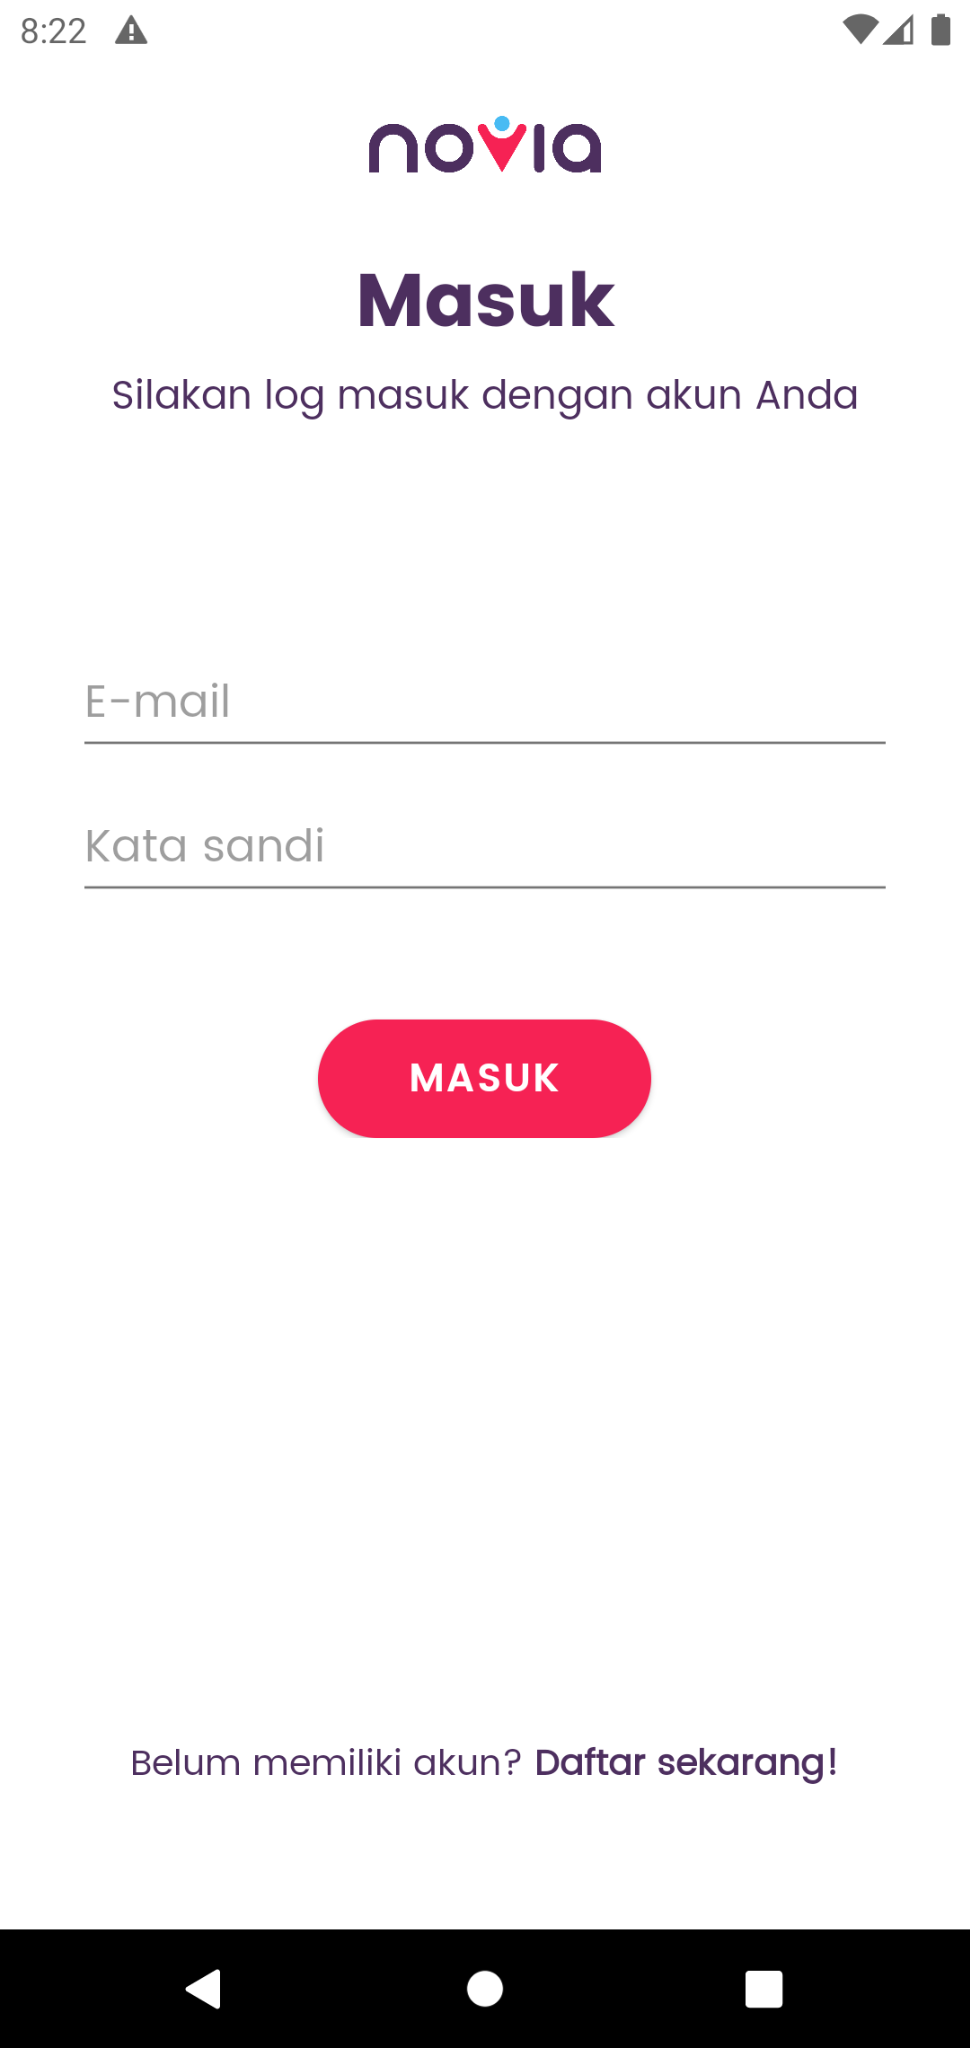 8:22
novia
Masuk
Silakan log masuk dengan akun Anda
E-mail
Kata sandi
MASUK
Belum memiliki akun? Daftar sekarang!